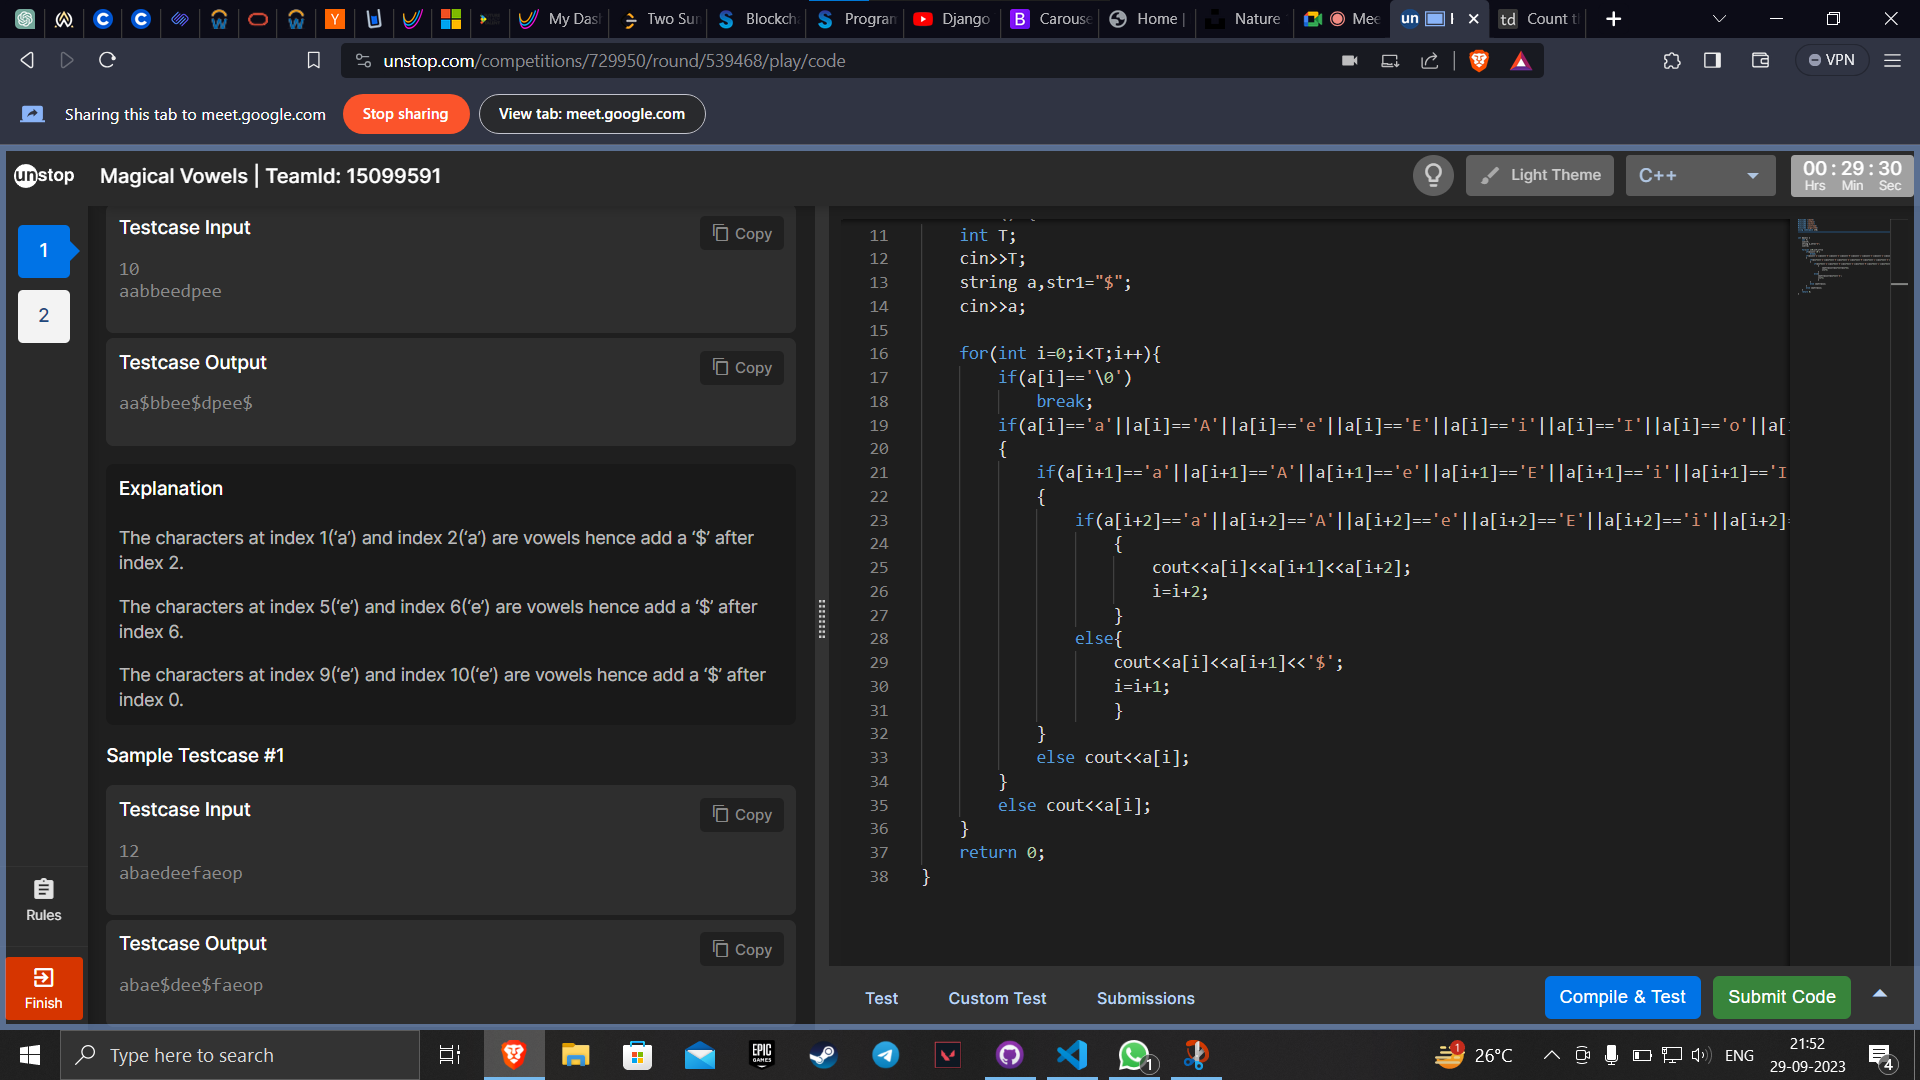 My Das
Two Sun
Blockch
Program
Django
Carouse
Home |
Nature
Mee
Count t
unstop.com/competitions/729950/round/539468/play/code
VPN
Sharing this tab to meet.google.com
Stop sharing
View tab: meet.google.com
unstop
Magical Vowels | TeamId: 15099591
Light Theme
C++
00 : 29 : 30
Hrs Min Sec
1
2
Rules
Finish
Testcase Input
Copy
10
aabbeedpee
Testcase Output
Copy
aa$bbee$dpee$
Explanation
The characters at index 1(‘a’) and index 2(‘a’) are vowels hence add a ‘$’ after
index 2.
The characters at index 5(‘e’) and index 6(‘e’) are vowels hence add a ‘$’ after
index 6.
The characters at index 9(‘e’) and index 10(‘e’) are vowels hence add a ‘$’ after
index 0.
Sample Testcase #1
Testcase Input
Copy
12
abaedeefaeop
Testcase Output
Copy
abae$dee$faeop
11 int T;
12 cin>>T;
13 string a,str1="$";
14 cin>>a;
15
16 for(int i=0;i<T;i++){
17 if(a[i]=='\0')
18 break;
19 if(a[i]=='a'||a[i]=='A'||a[i]=='e'||a[i]=='E'||a[i]=='i'||a[i]=='I'||a[i]=='o'||a[
20 {
21 if(a[i+1]=='a'||a[i+1]=='A'||a[i+1]=='e'||a[i+1]=='E'||a[i+1]=='i'||a[i+1]=='I
22 {
23 if(a[i+2]=='a'||a[i+2]=='A'||a[i+2]=='e'||a[i+2]=='E'||a[i+2]=='i'||a[i+2]=
24 {
25 cout<<a[i]<<a[i+1]<<a[i+2];
26 i=i+2;
27 }
28 else{
29 cout<<a[i]<<a[i+1]<<'$';
30 i=i+1;
31 }
32 }
33 else cout<<a[i];
34 }
35 else cout<<a[i];
36 }
37 return 0;
38 }
Test
Custom Test
Submissions
Compile & Test
Submit Code
Type here to search
EPIC
GAMES
1
1
26°C
ENG
21:52
29-09-2023
4